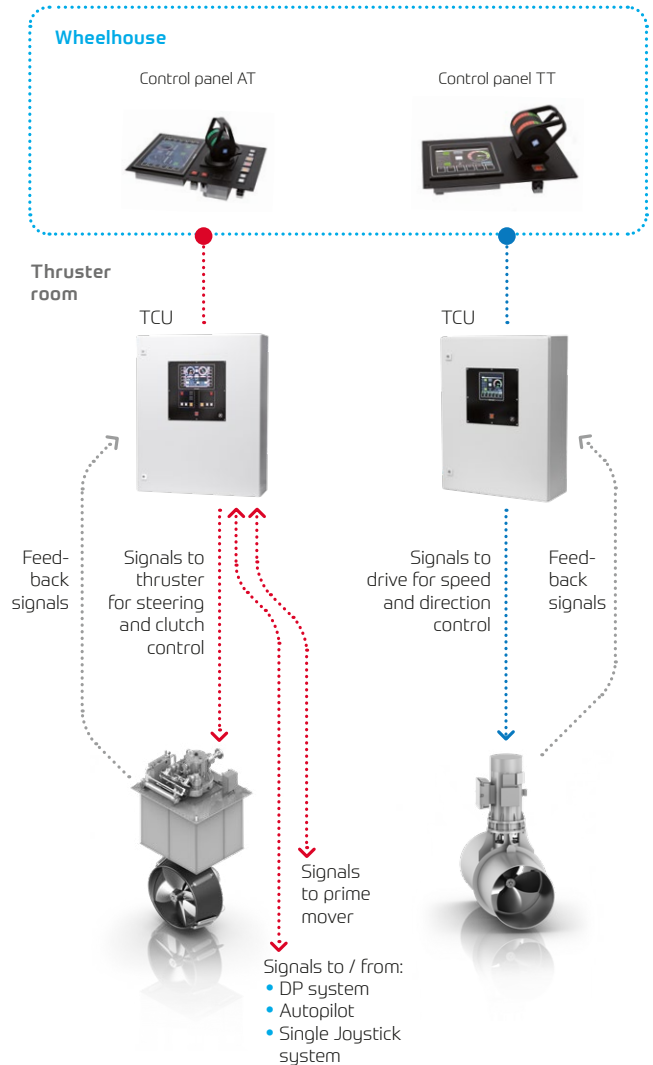 Wheelhouse
Control panel AT
Control panel TT
Thruster
room
TCU
TCU
Feed-
back
signals
Signals to
thruster
for steering
and clutch
control
Signals to
drive for speed
and direction
control
Feed-
back
signals
Signals
to prime
mover
Signals to / from:
• DP system
• Autopilot
• Single Joystick
system